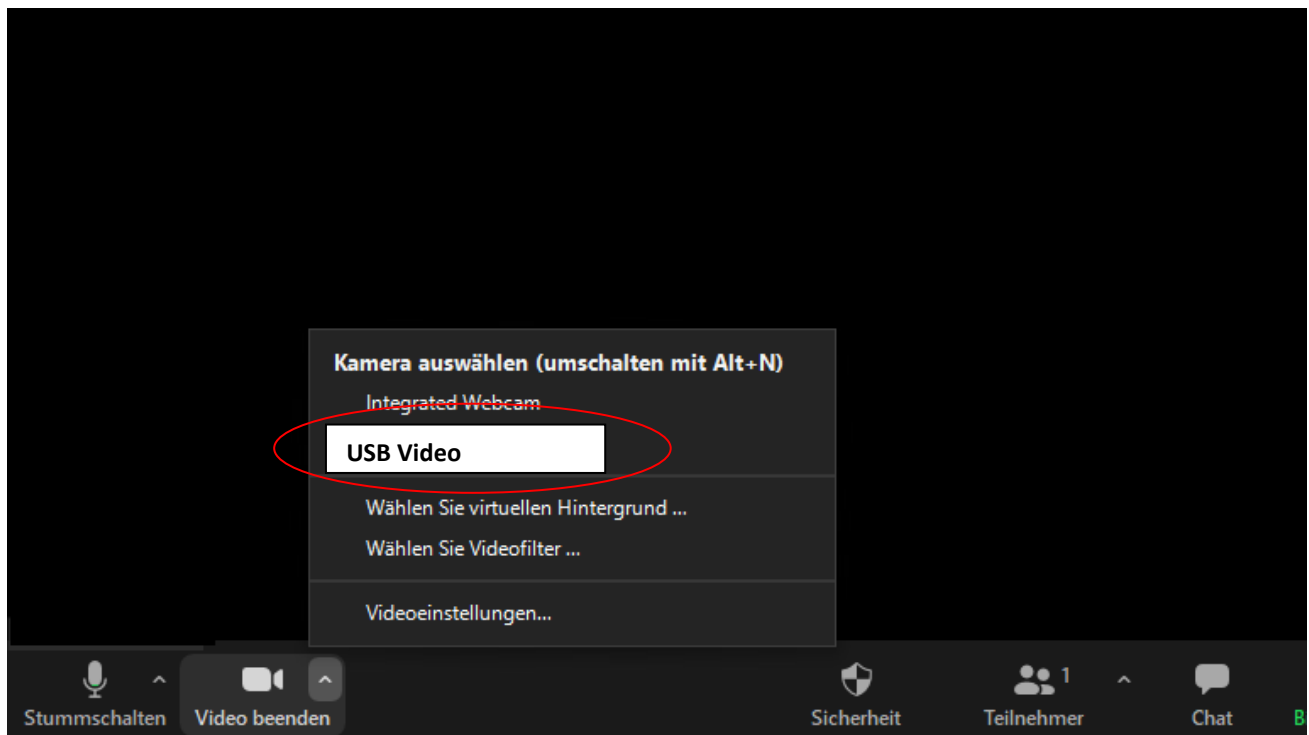 Kamera auswählen (umschalten mit Alt+N)
Integrated Webcam
USB Video
Wählen Sie virtuellen Hintergrund ...
Wählen Sie Videofilter ...
Videoeinstellungen...
1
Stummschalten Video beenden Sicherheit Teilnehmer Chat B